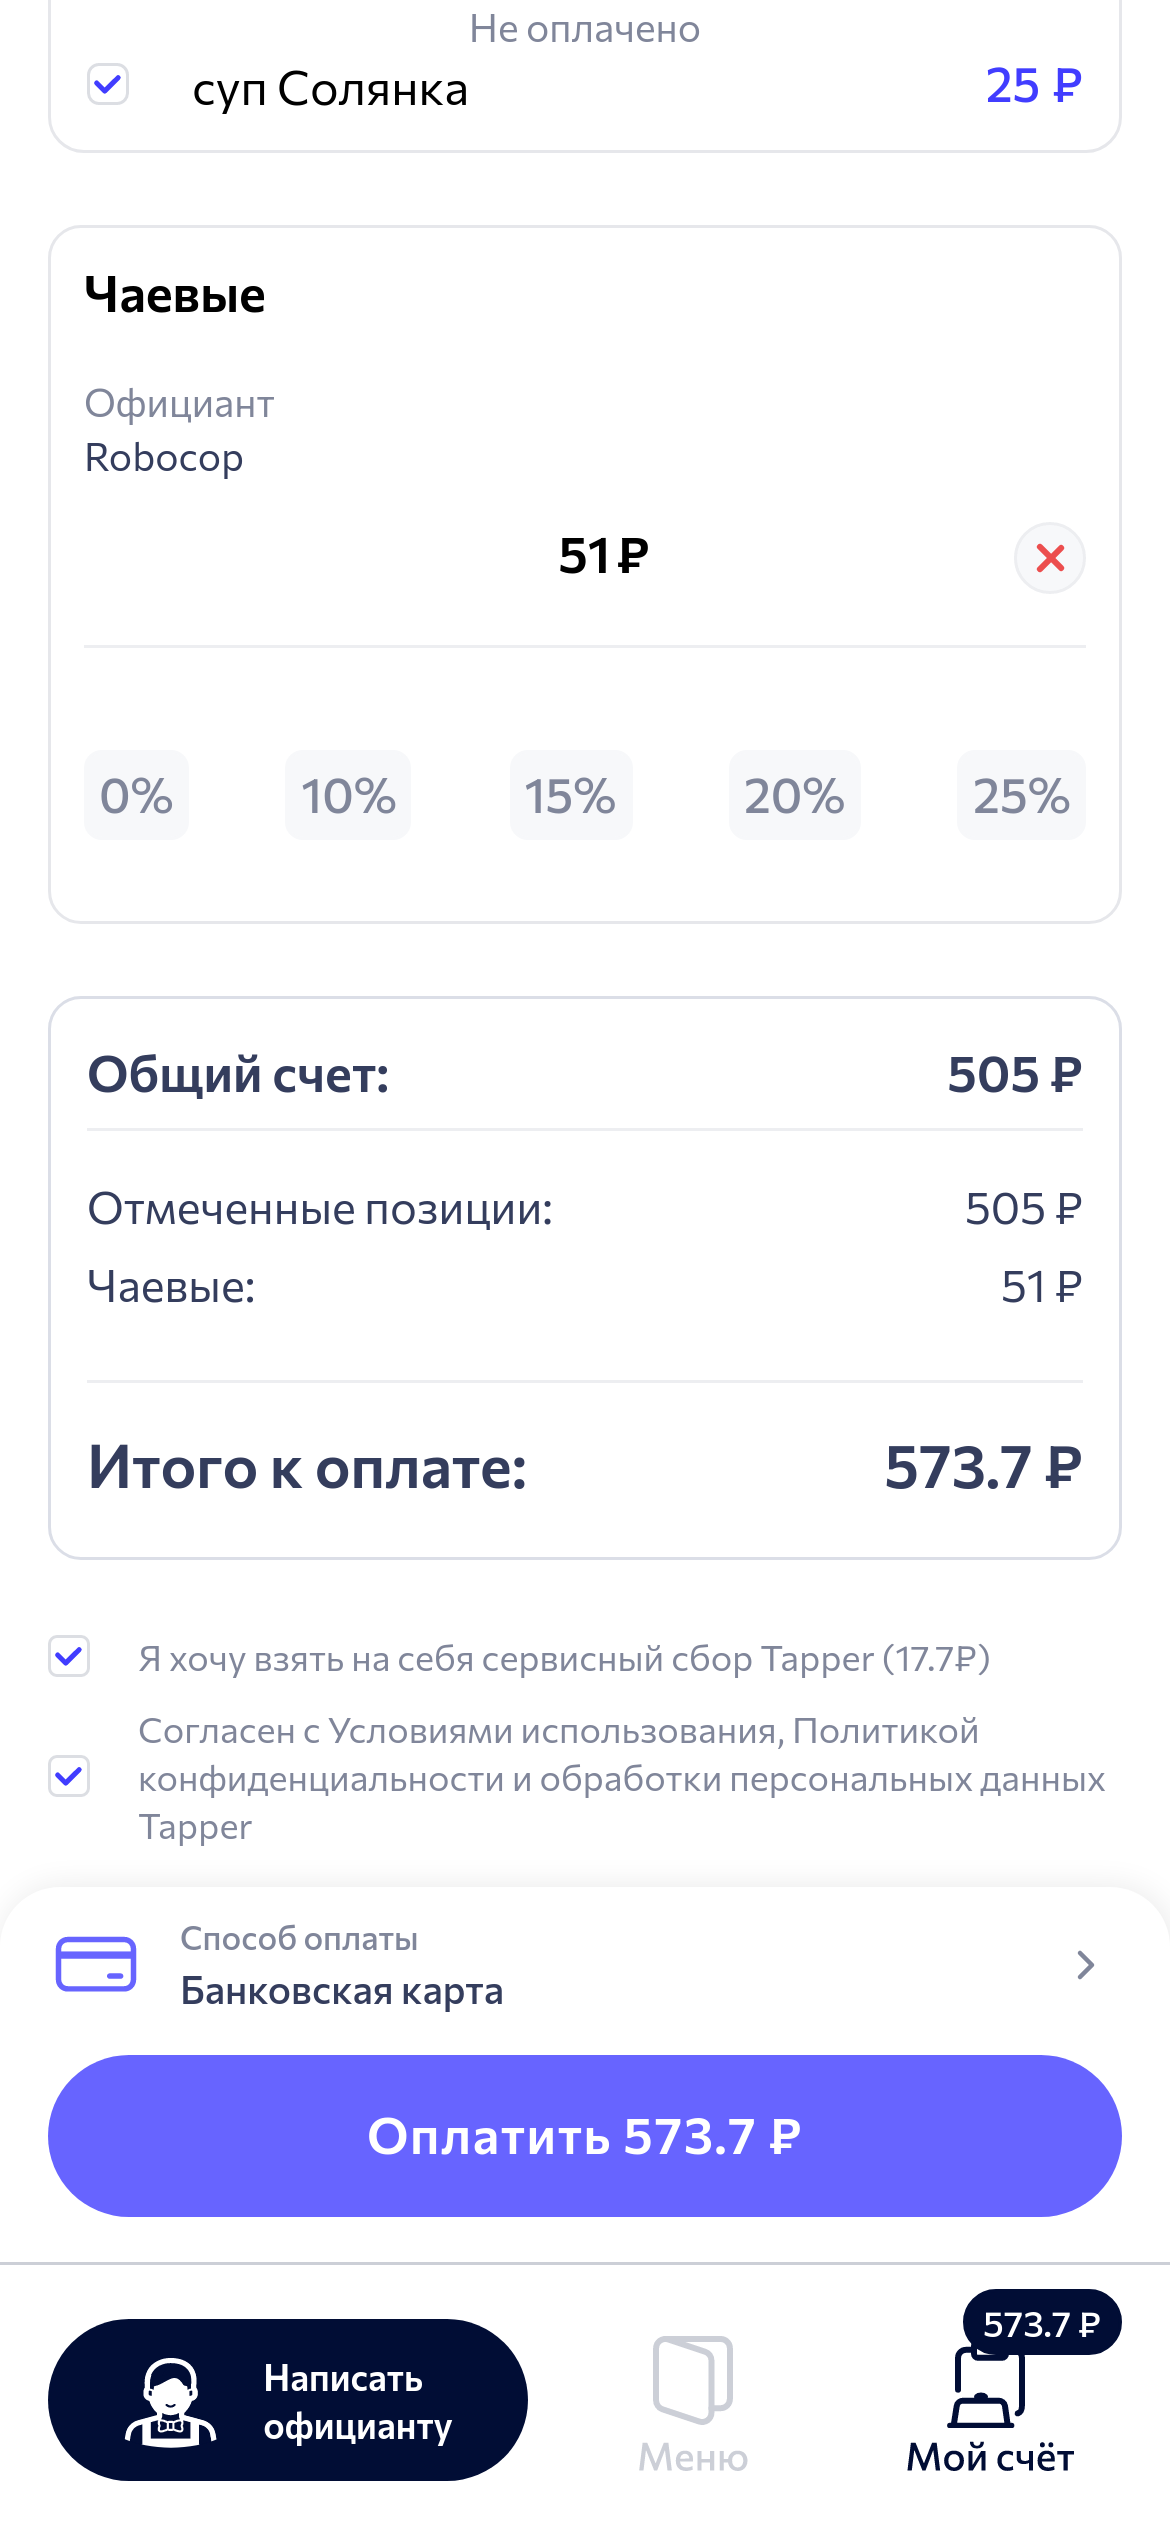 Не оплачено
суп Солянка 25 ₽
Чаевые
Официант
Robocop
51 ₽
0% 10% 15% 20% 25%
Общий счет: 505 ₽
Отмеченные позиции: 505 ₽
Чаевые: 51 ₽
Итого к оплате: 573.7 ₽
Я хочу взять на себя сервисный сбор Tapper (17.7₽)
Согласен с Условиями использования, Политикой
конфиденциальности и обработки персональных данных
Tapper
Способ оплаты
Банковская карта
Оплатить 573.7 ₽
573.7 ₽
Написать
официанту
Меню
Мой счёт